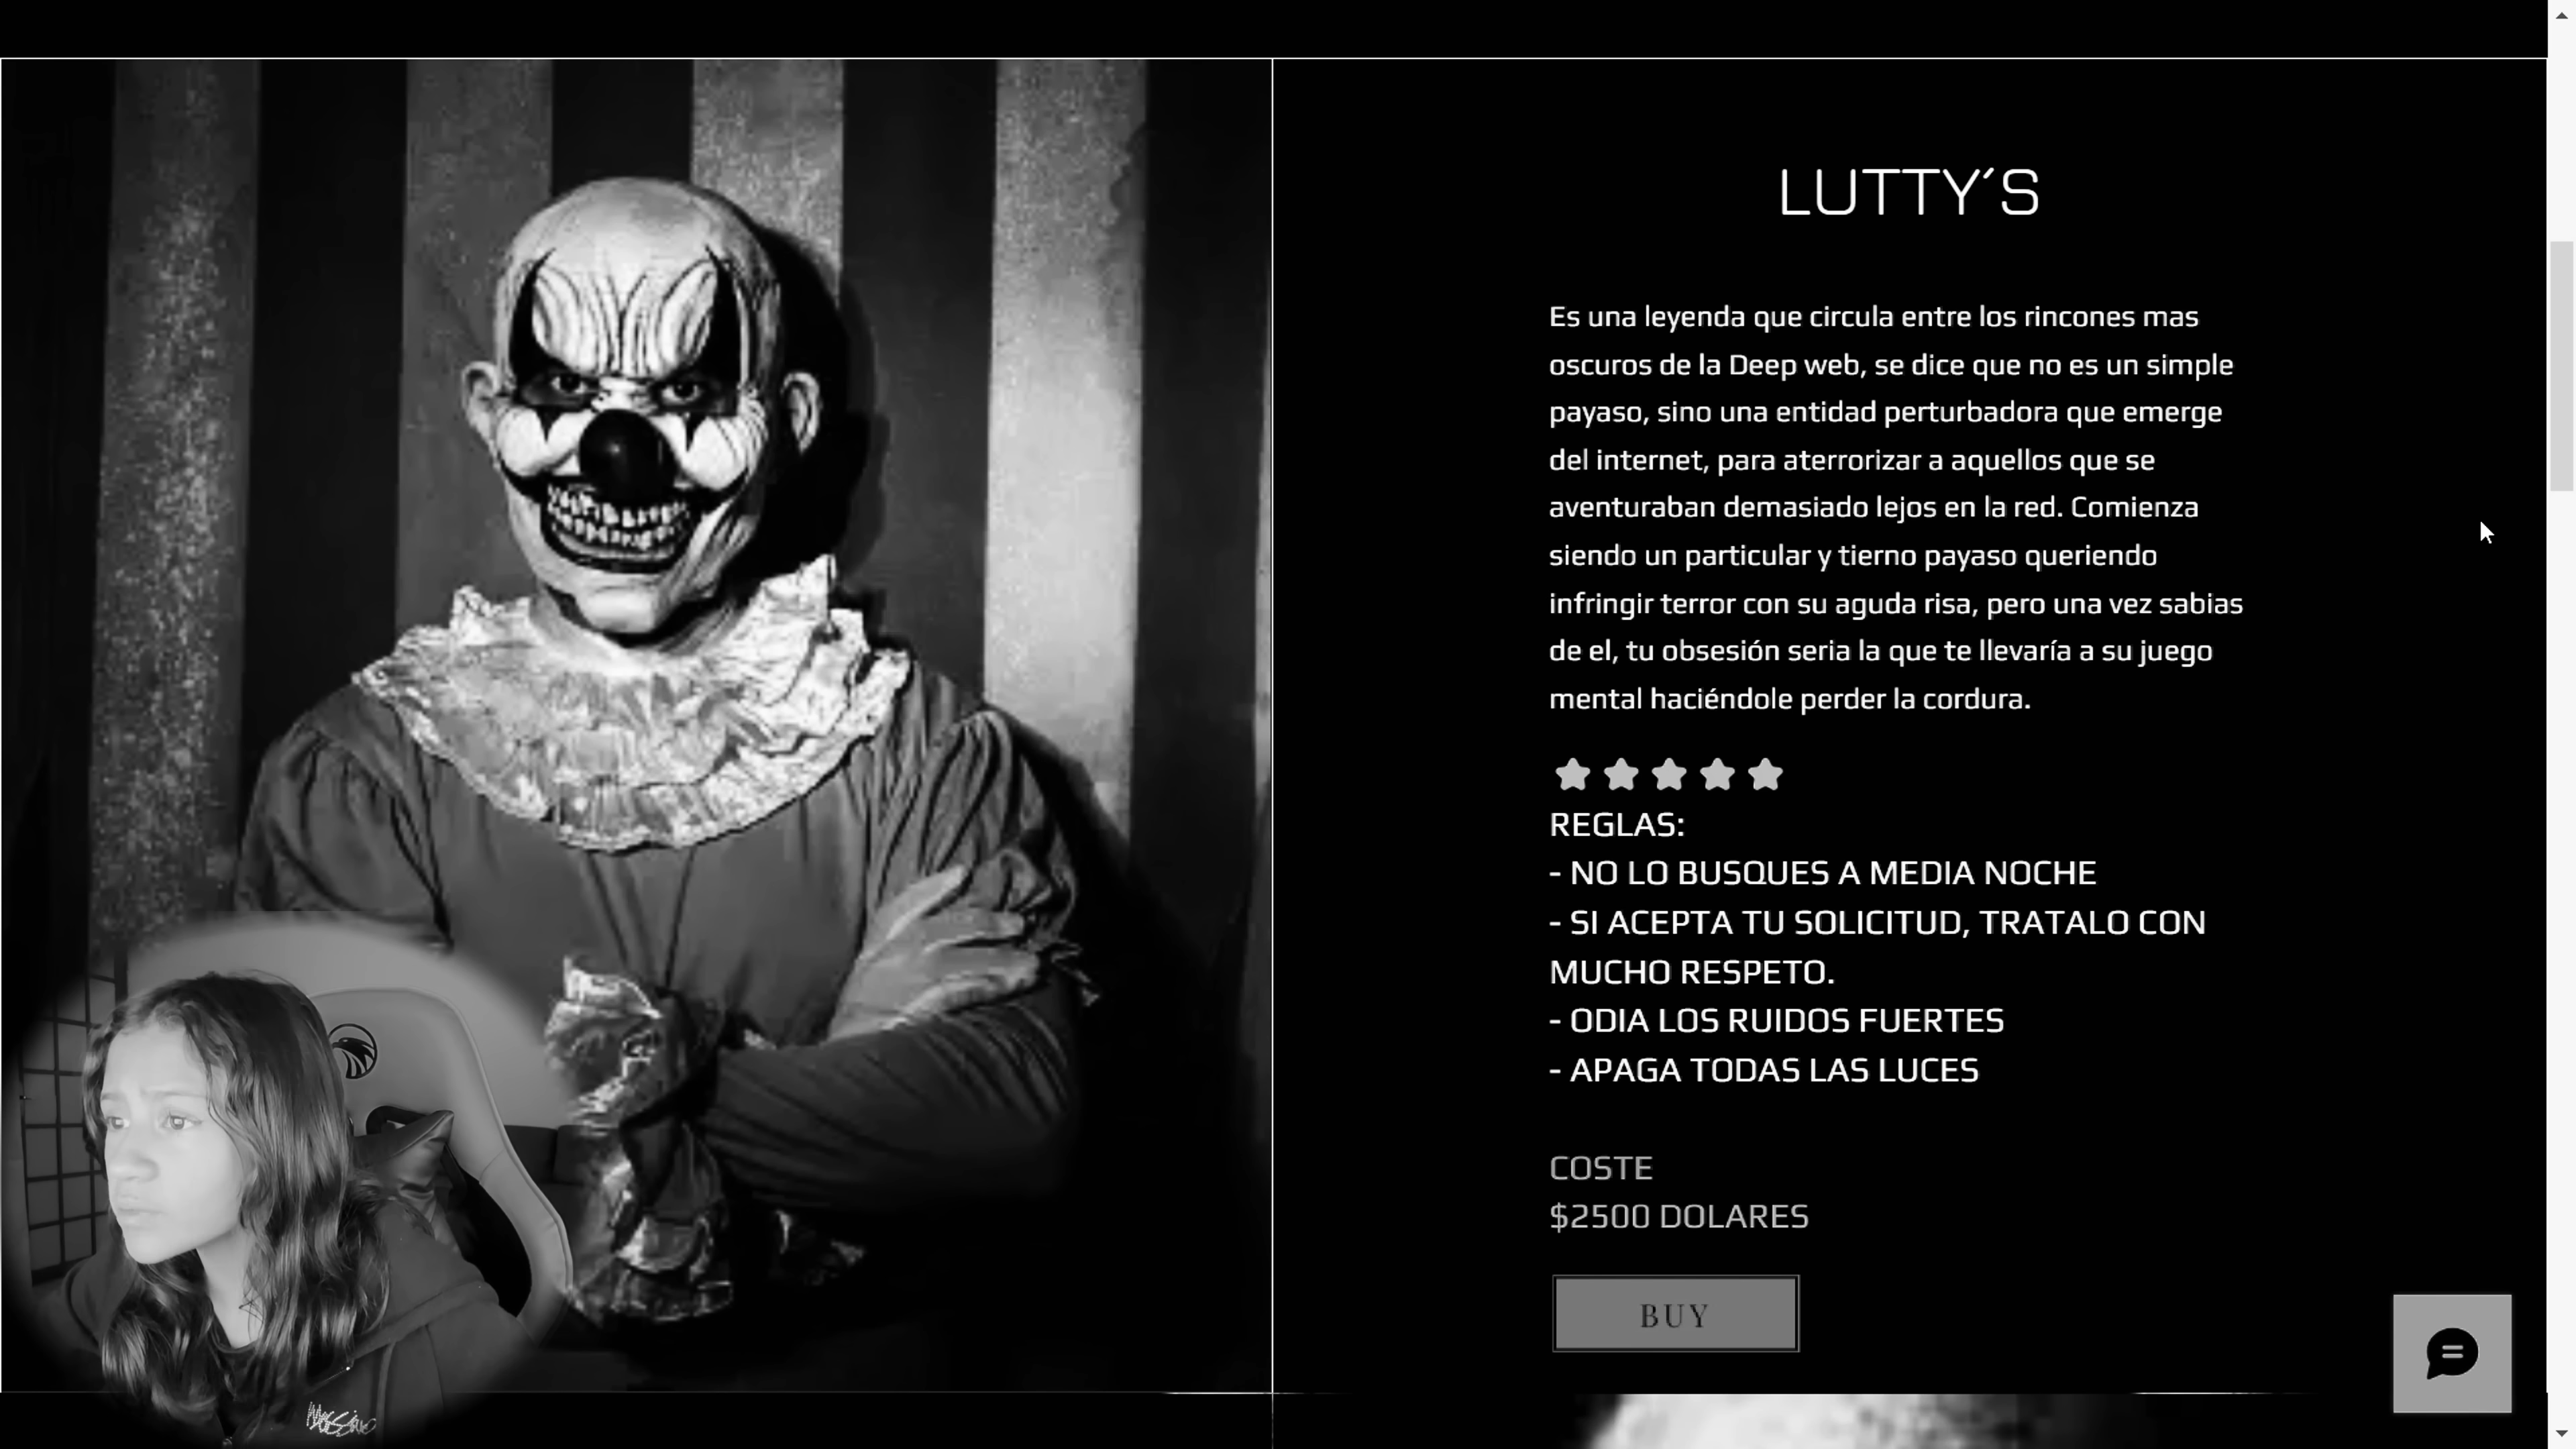 LUTTY´S
Es una leyenda que circula entre los rincones mas
oscuros de la Deep web, se dice que no es un simple
payaso, sino una entidad perturbadora que emerge
del internet, para aterrorizar a aquellos que se
aventuraban demasiado lejos en la red. Comienza
siendo un particular y tierno payaso queriendo
infringir terror con su aguda risa, pero una vez sabias
de el, tu obsesión seria la que te llevaría a su juego
mental haciéndole perder la cordura.
REGLAS:
- NO LO BUSQUES A MEDIA NOCHE
- SI ACEPTA TU SOLICITUD, TRATALO CON
MUCHO RESPETO.
- ODIA LOS RUIDOS FUERTES
- APAGA TODAS LAS LUCES
COSTE
$2500 DOLARES
BUY